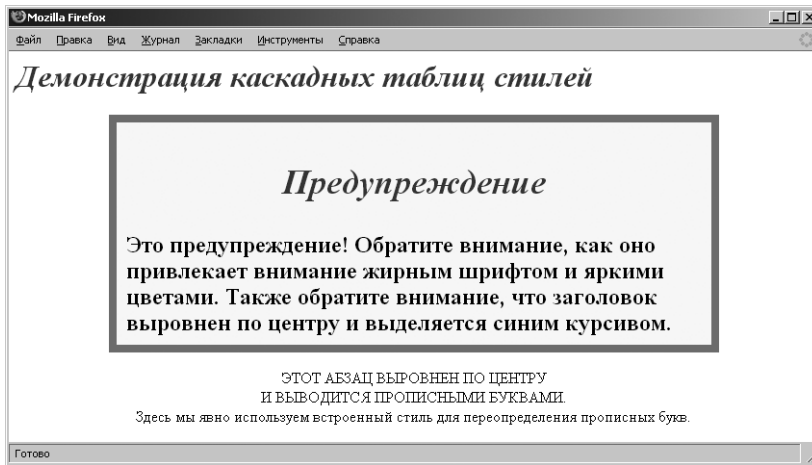 Mozilla Firefox
Файл Правка Вид Журнал Закладки Инструменты Справка
Демонстрация каскадных таблиц стилей
Предупреждение
Это предупреждение! Обратите внимание, как оно
привлекает внимание жирным шрифтом и яркими
цветами. Также обратите внимание, что заголовок
выровнен по центру и выделяется синим курсивом.
ЭТОТ АБЗАЦ ВЫРОВНЕН ПО ЦЕНТРУ
И ВЫВОДИТСЯ ПРОПИСНЫМИ БУКВАМИ.
Здесь мы явно используем встроенный стиль для переопределения прописных букв.
Готово